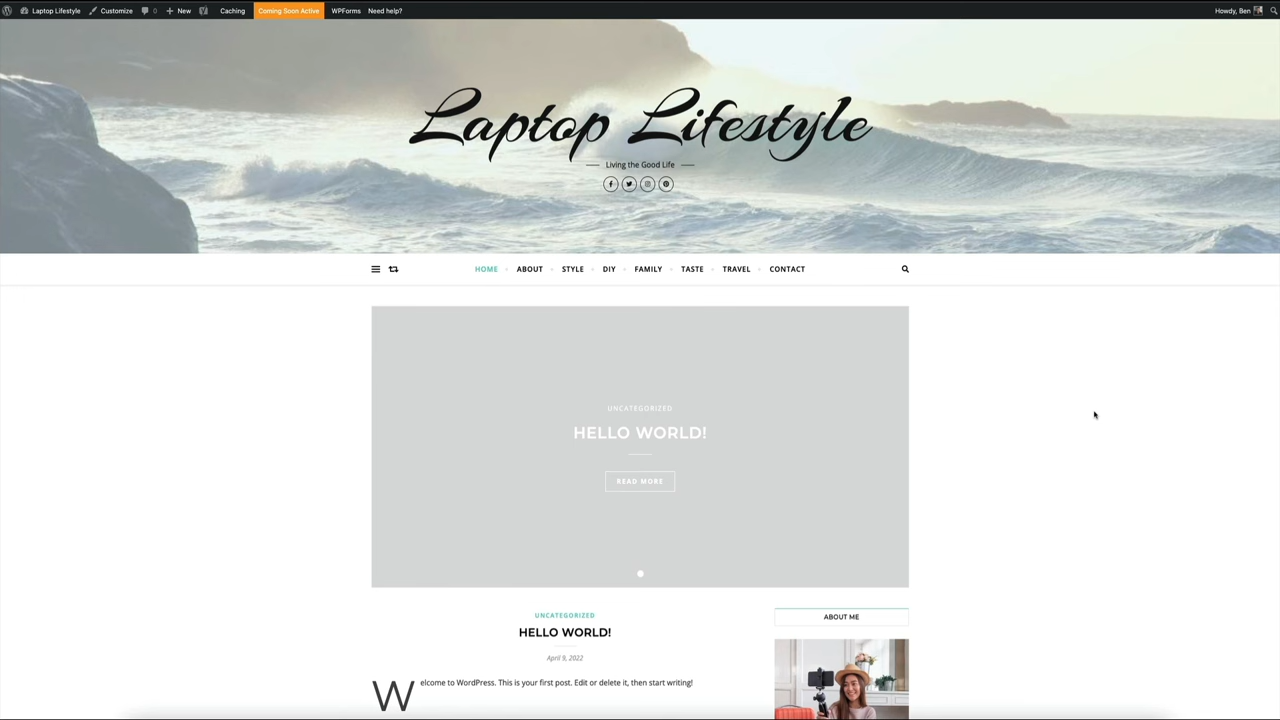 Laptop Lifestyle Customize 0 New Caching Coming Soon Active WPForms Need help? Howdy, Ben
Laptop Lifestyle
Living the Good Life
HOME ABOUT STYLE DIY FAMILY TASTE TRAVEL CONTACT
UNCATEGORIZED
HELLO WORLD!
READ MORE
UNCATEGORIZED
HELLO WORLD!
April 9, 2022
Welcome to WordPress. This is your first post. Edit or delete it, then start writing!
ABOUT ME